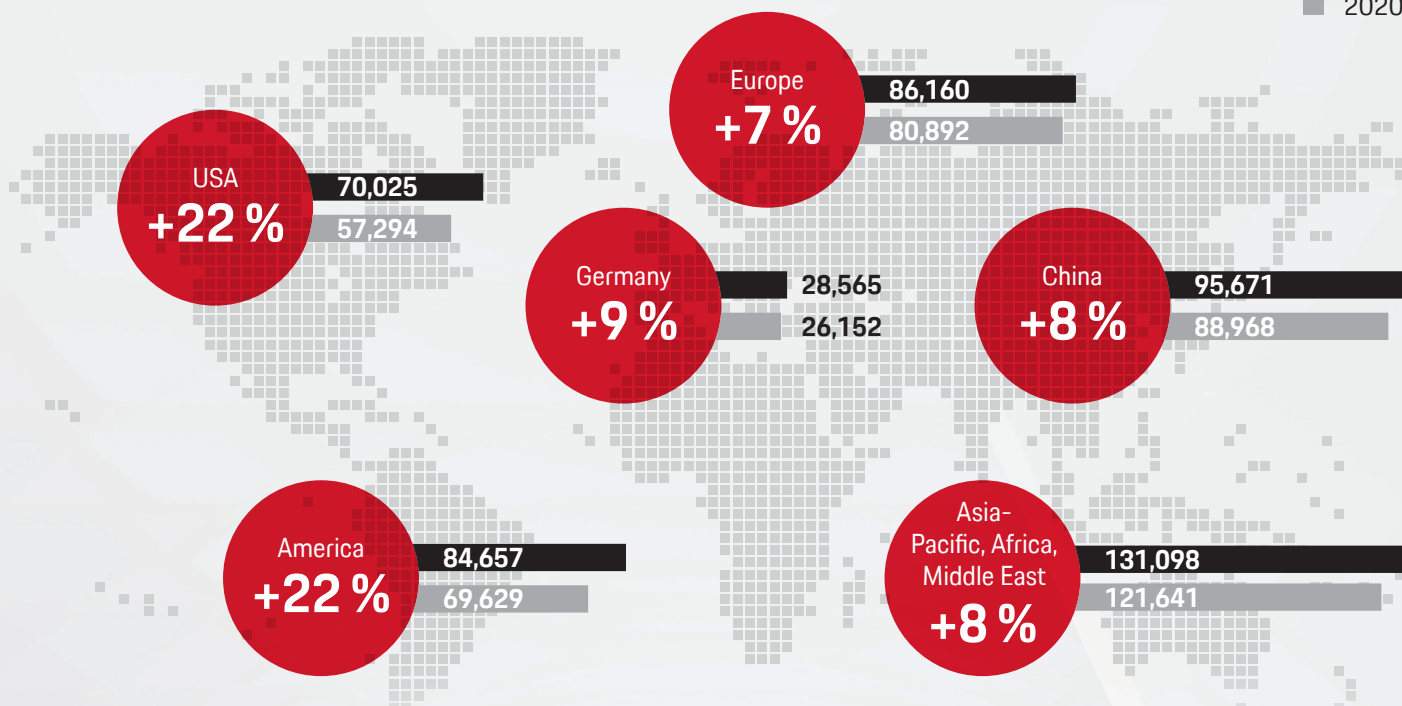 2020
Europe
+7 %
86,160
80,892
USA
+22 %
70,025
57,294
Germany
+9 %
28,565
26,152
China
+8 %
95,671
88,968
America
+22 %
84,657
69,629
Asia-
Pacific, Africa,
Middle East
+8 %
131,098
121,641